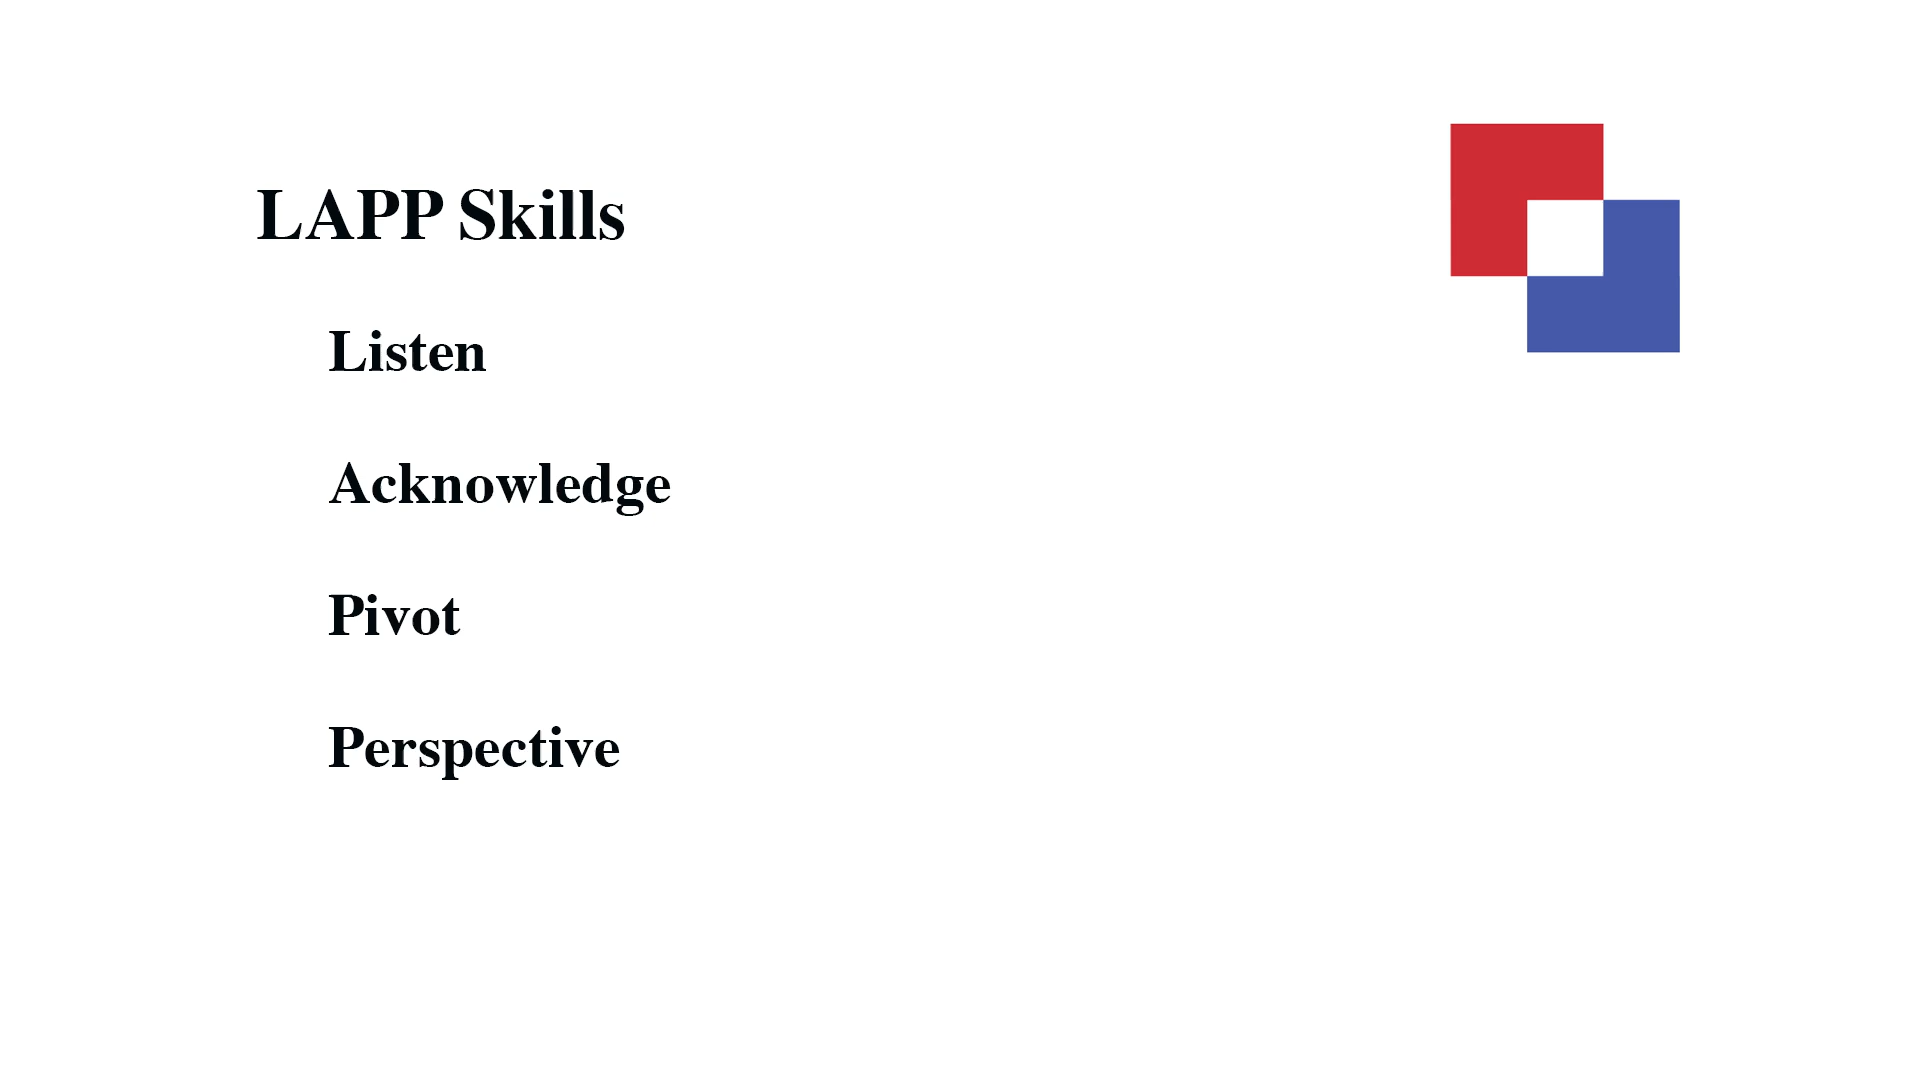 LAPP Skills
Listen
Acknowledge
Pivot
Perspective